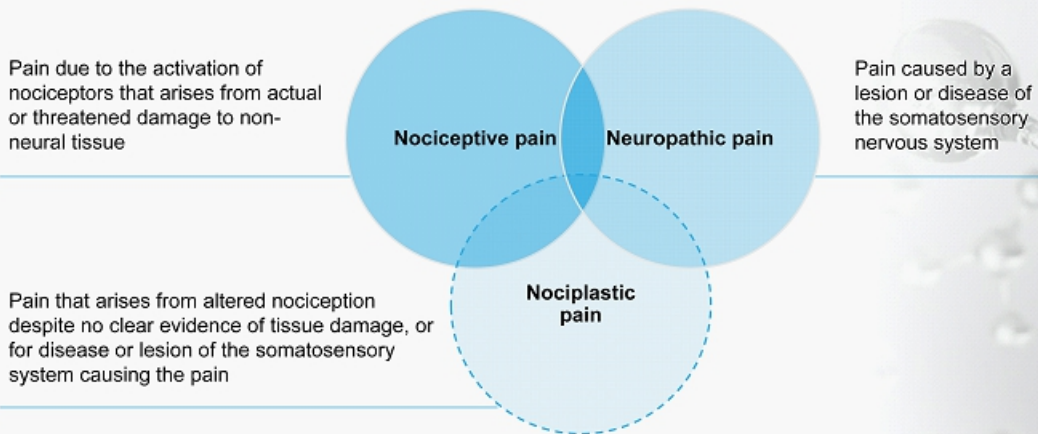 Pain due to the activation of
nociceptors that arises from actual
or threatened damage to non-
neural tissue
Nociceptive pain
Neuropathic pain
Pain caused by a
lesion or disease of
the somatosensory
nervous system
Pain that arises from altered nociception
despite no clear evidence of tissue damage, or
for disease or lesion of the somatosensory
system causing the pain
Nociplastic
pain